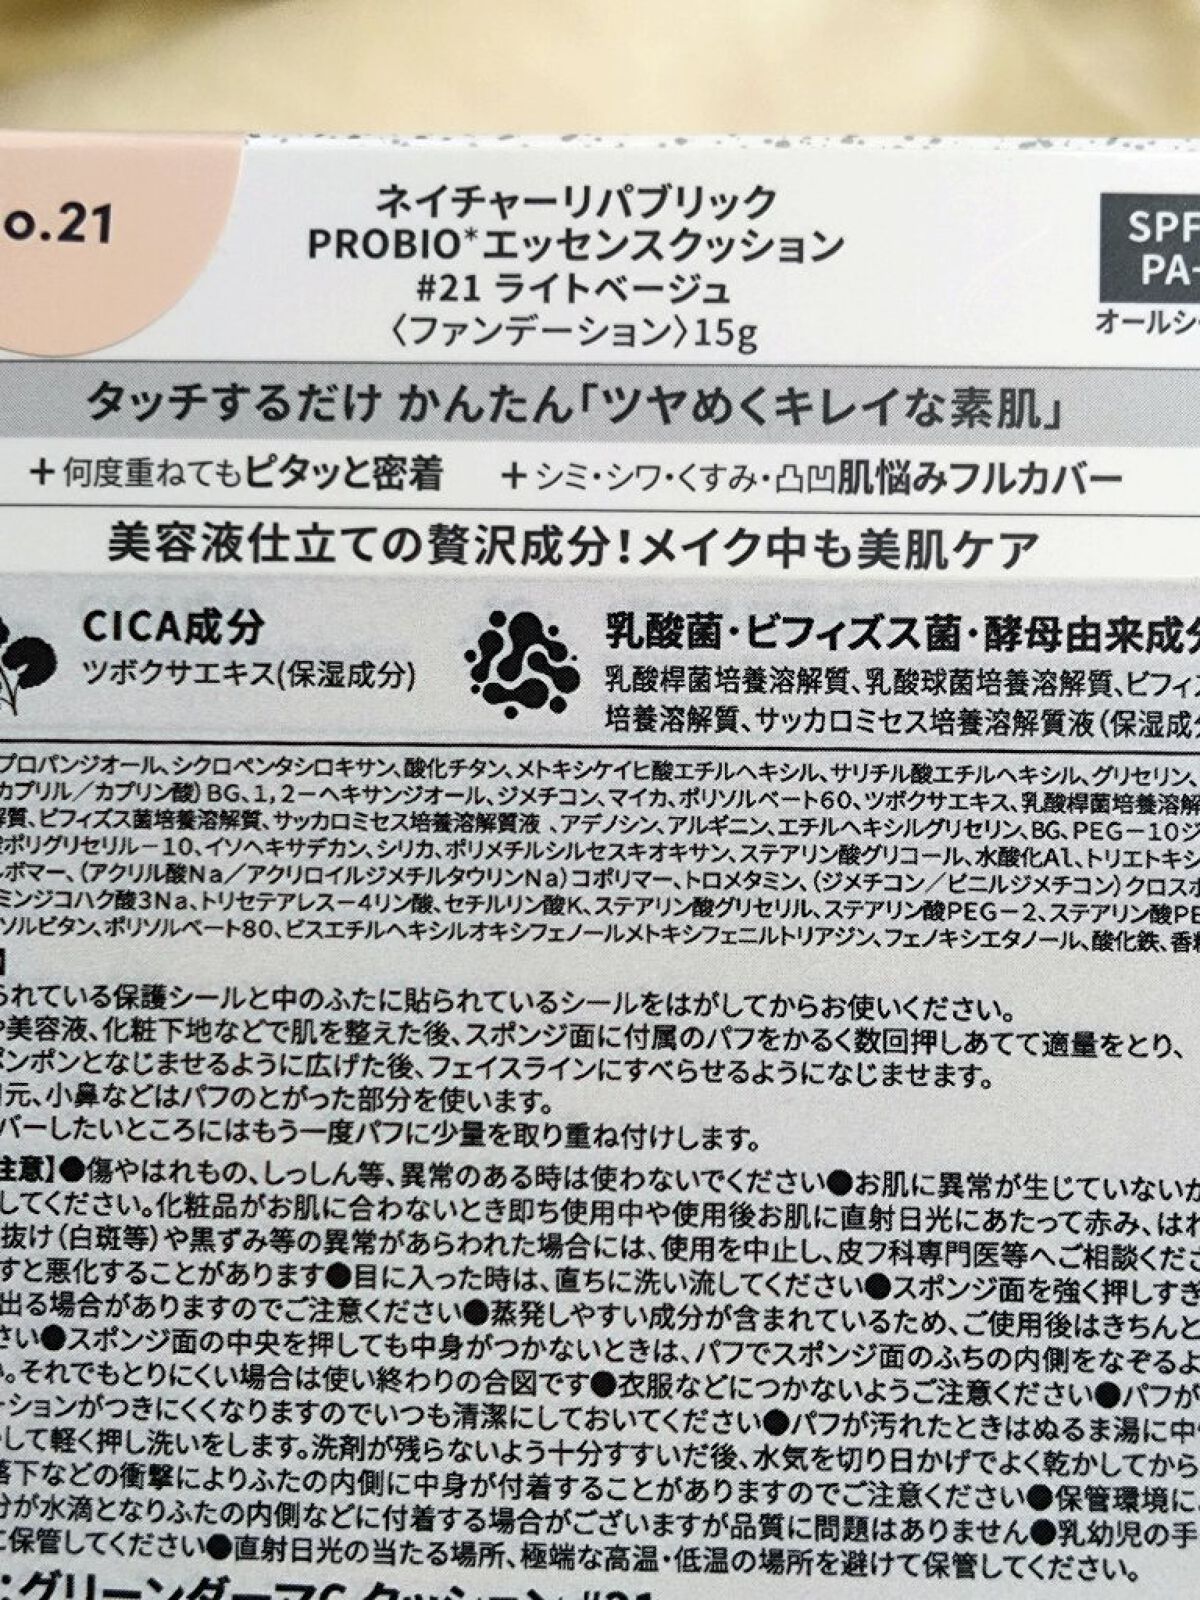 o.21
ネイチャーリパブリック
PROBIO*エッセンスクッション
#21 ライトベージュ
〈ファンデーション〉15g
SPF
PA
オールシ
タッチするだけ かんたん「ツヤめくキレイな素肌」
＋何度重ねてもピタッと密着 ＋シミ・シワ・くすみ・凸凹肌悩みフルカバー
美容液仕立ての贅沢成分！メイク中も美肌ケア
CICA成分
ツボクサエキス(保湿成分)
乳酸菌・ビフィズス菌・酵母由来成分
乳酸桿菌培養溶解質、乳酸球菌培養溶解質、ビフィズ
培養溶解質、サッカロミセス培養溶解質液(保湿成分
プロパンジオール、シクロペンタシロキサン、酸化チタン、メトキシケイヒ酸エチルヘキシル、サリチル酸エチルヘキシル、グリセリン、
カプリル／カプリン酸)BG、1,2－ヘキサンジオール、ジメチコン、マイカ、ポリソルベート60、ツボクサエキス、乳酸桿菌培養溶解
解質、ビフィズス菌培養溶解質、サッカロミセス培養溶解質液 、アデノシン、アルギニン、エチルヘキシルグリセリン、BG、PEG－10ジ
ポリグリセリル－10、イソヘキサデカン、シリカ、ポリメチルシルセスキオキサン、ステアリン酸グリコール、水酸化Al、トリエトキシ
ボマー、(アクリル酸Na／アクリロイルジメチルタウリンNa)コポリマー、トロメタミン、(ジメチコン／ビニルジメチコン)クロスポ
ミンジコハク酸3Na、トリセテアレス－4リン酸、セチルリン酸K、ステアリン酸グリセリル、ステアリン酸PEG－2、ステアリン酸PE
ソルビタン、ポリソルベート80、ビスエチルヘキシルオキシフェノールメトキシフェニルトリアジン、フェノキシエタノール、酸化鉄、香料
】
られている保護シールと中のふたに貼られているシールをはがしてからお使いください。
や美容液、化粧下地などで肌を整えた後、スポンジ面に付属のパフをかるく数回押しあてて適量をとり、
ポンポンとなじませるように広げた後、フェイスラインにすべらせるようになじませます。
元、小鼻などはパフのとがった部分を使います。
バーしたいところにはもう一度パフに少量を取り重ね付けします。
注意】●傷やはれもの、しっしん等、異常のある時は使わないでください●お肌に異常が生じていないか
してください。化粧品がお肌に合わないとき即ち使用中や使用後お肌に直射日光にあたって赤み、はれ
抜け(白斑等)や黒ずみ等の異常があらわれた場合には、使用を中止し、皮フ科専門医等へご相談くださ
すと悪化することがあります●目に入った時は、直ちに洗い流してください●スポンジ面を強く押しすぎ
出る場合がありますのでご注意ください●蒸発しやすい成分が含まれているため、ご使用後はきちんと
さい●スポンジ面の中央を押しても中身がつかないときは、パフでスポンジ面のふちの内側をなぞるよ
。それでもとりにくい場合は使い終わりの合図です●衣服などにつかないようご注意ください●パフが
ーションがつきにくくなりますのでいつも清潔にしておいてください●パフが汚れたときはぬるま湯に中
して軽く押し洗いをします。洗剤が残らないよう十分すすいだ後、水気を切り日かげでよく乾かしてから
落下などの衝撃によりふたの内側に中身が付着することがありますのでご注意ください●保管環境に
分が水滴となりふたの内側などに付着する場合がございますが品質に問題はありません●乳幼児の手
に保管してください●直射日光の当たる場所、極端な高温・低温の場所を避けて保管してください。
：グリーンダーマC クッション #21